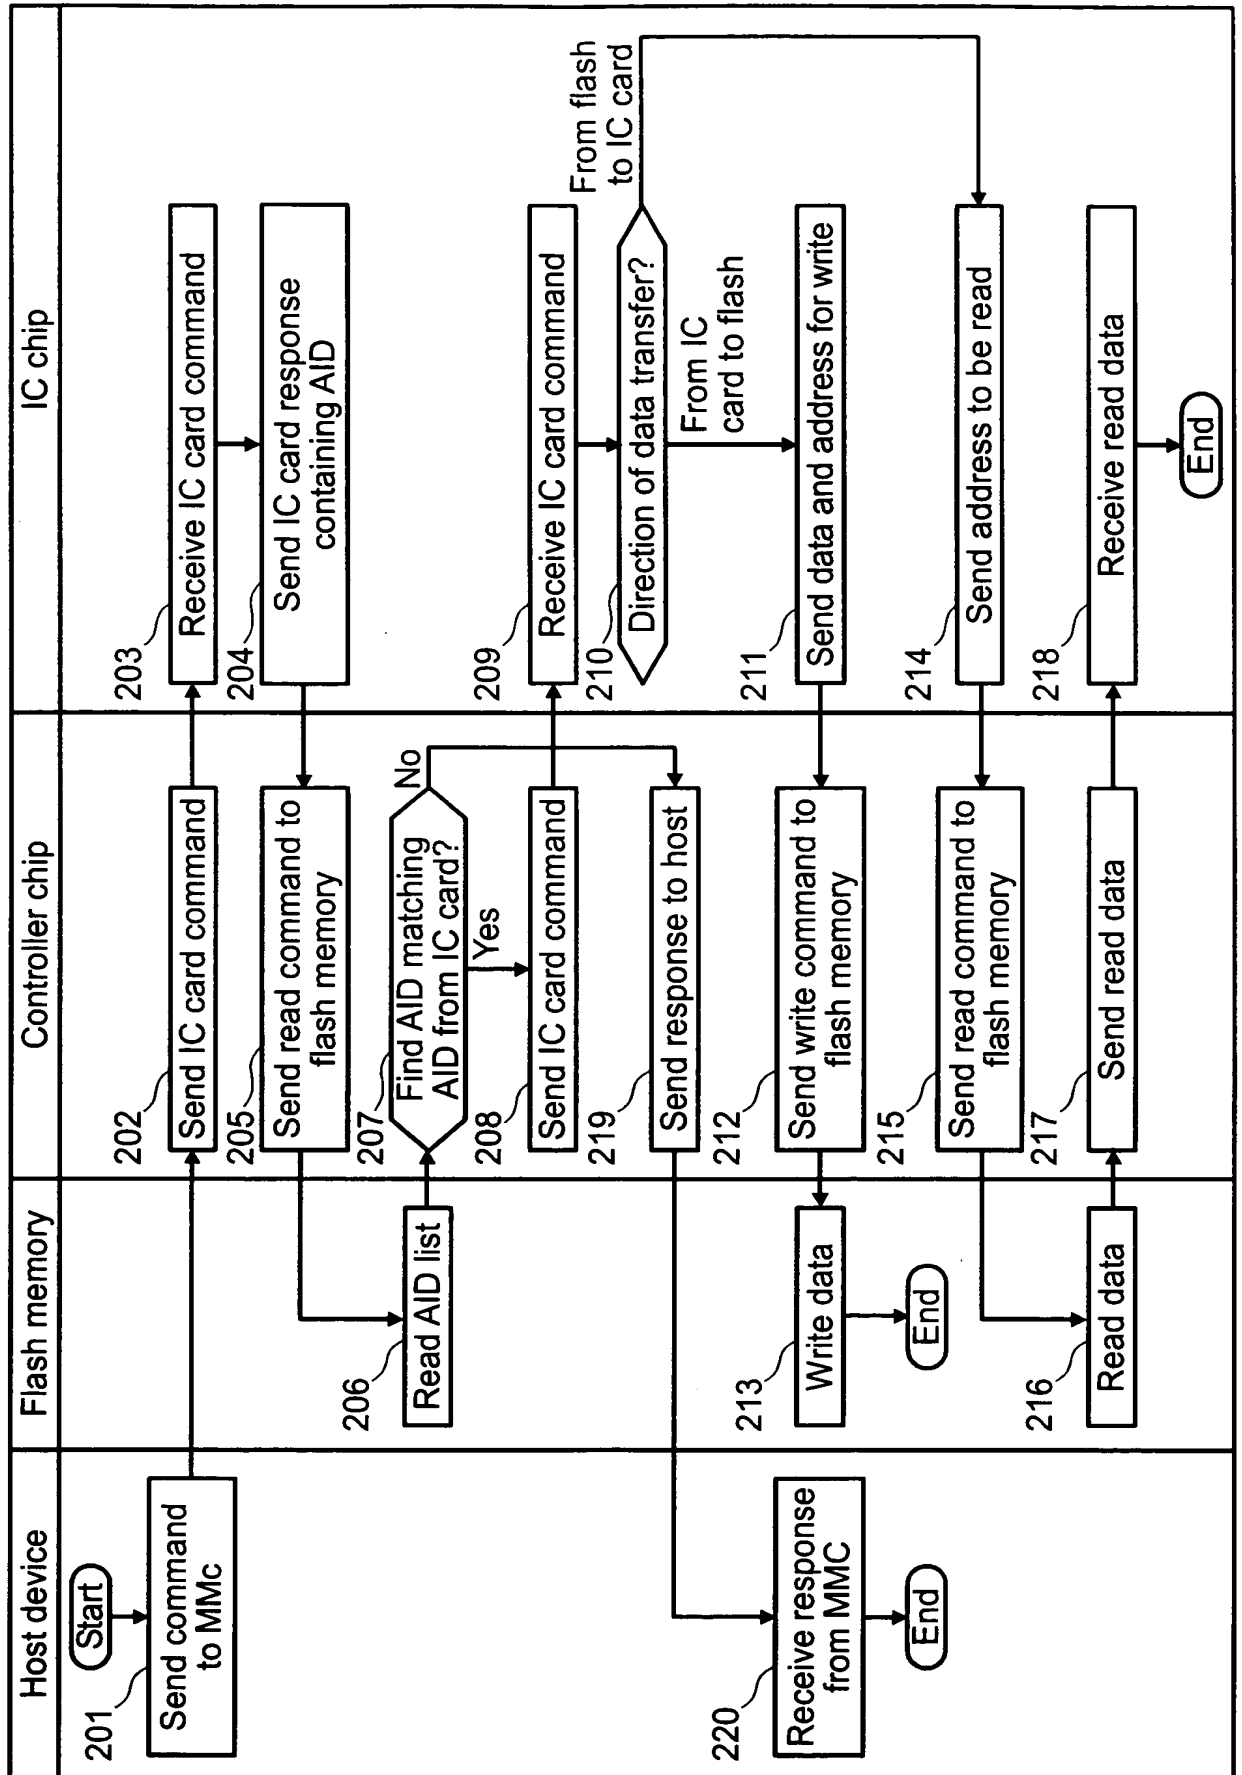 Host device
Flash memory
Controller chip
IC chip
Start
201
Send command
to MMc
202
Send IC card command
203
Receive IC card command
204
Send IC card response
containing AID
205
Send read command to
flash memory
206
Read AID list
207
Find AID matching
AID from IC card?
No
Yes
208
Send IC card command
209
Receive IC card command
210
Direction of data transfer?
From flash
to IC card
From IC
card to flash
219
Send response to host
220
Receive response
from MMC
End
211
Send data and address for write
212
Send write command to
flash memory
213
Write data
End
214
Send address to be read
215
Send read command to
flash memory
216
Read data
217
Send read data
218
Receive read data
End